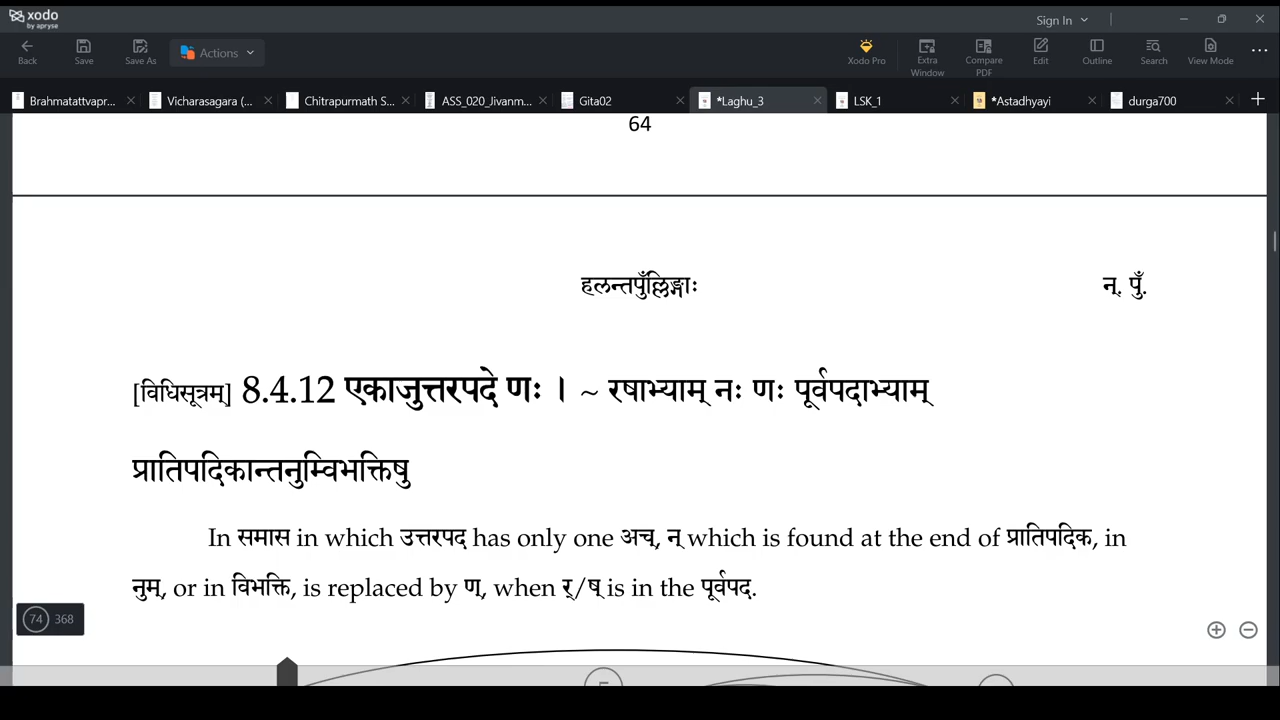 xodo
by apryse
Sign In
Back
Save
Save As
Actions
Xodo Pro
Extra Window
Compare PDF
Edit
Outline
Search
View Mode
Brahmatattvapr...
Vicharasagara (...
Chitrapurmath S...
ASS_020_Jivanm...
Gita02
*Laghu_3
LSK_1
*Astadhyayi
durga700
64
हलन्तपुँल्लिङ्गाः
न्. पुँ.
[विधिसूत्रम्] 8.4.12 एकाजुत्तरपदे णः । ~ रषाभ्याम् नः णः पूर्वपदाभ्याम्
प्रातिपदिकान्तनुम्विभक्तिषु
In समास in which उत्तरपद has only one अच्, न् which is found at the end of प्रातिपदिक, in
नुम्, or in विभक्ति, is replaced by ण्, when र्/ष् is in the पूर्वपद.
74 368